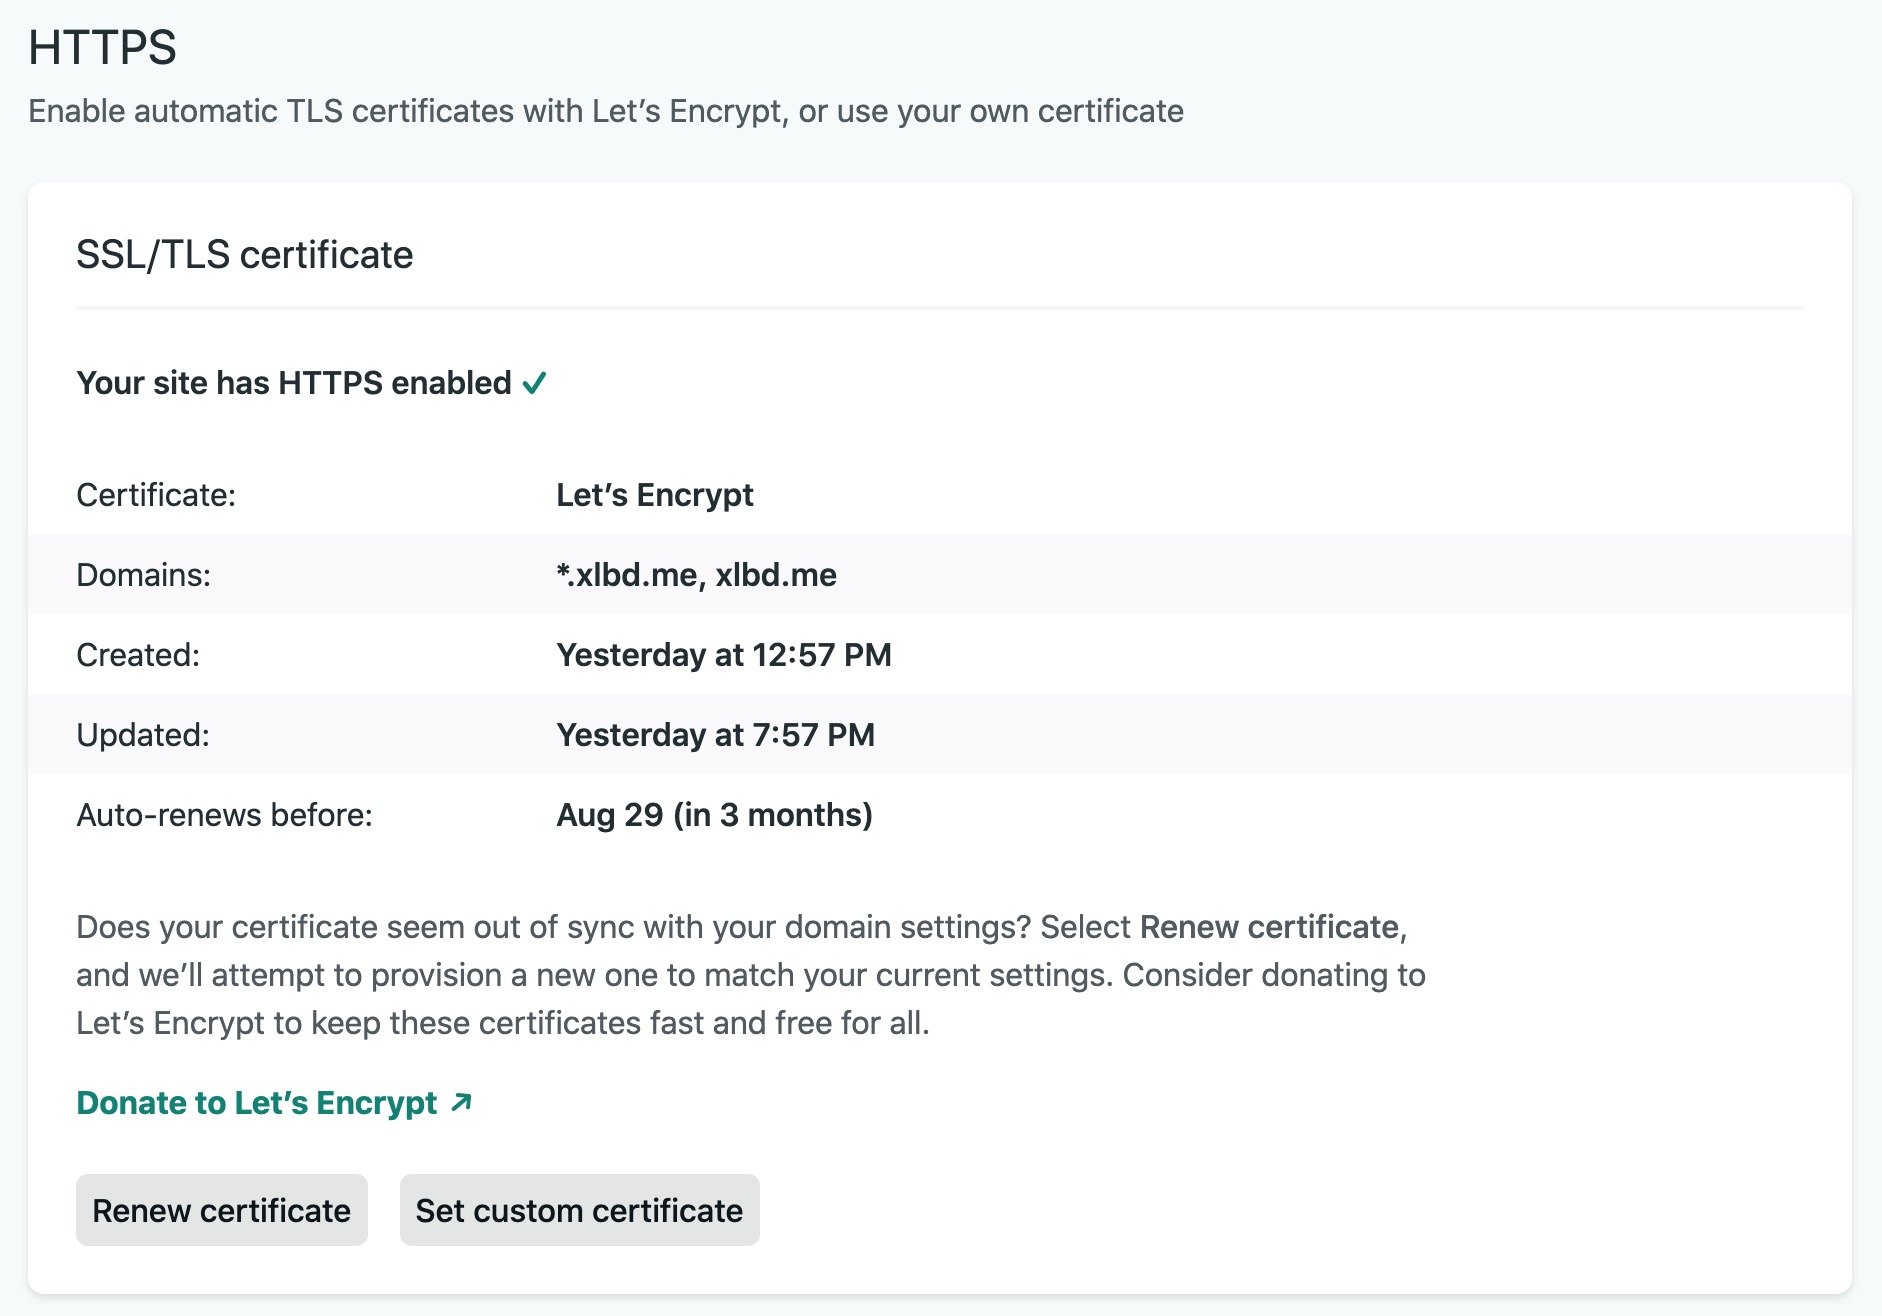 HTTPS
Enable automatic TLS certificates with Let’s Encrypt, or use your own certificate
SSL/TLS certificate
Your site has HTTPS enabled ✓
Certificate: Let’s Encrypt
Domains: *.xlbd.me, xlbd.me
Created: Yesterday at 12:57 PM
Updated: Yesterday at 7:57 PM
Auto-renews before: Aug 29 (in 3 months)
Does your certificate seem out of sync with your domain settings? Select Renew certificate,
and we’ll attempt to provision a new one to match your current settings. Consider donating to
Let’s Encrypt to keep these certificates fast and free for all.
Donate to Let’s Encrypt ↗
Renew certificate Set custom certificate